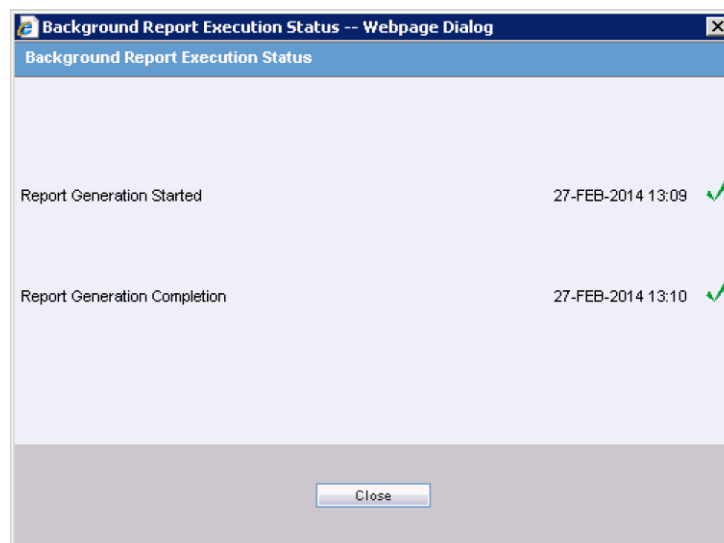 Background Report Execution Status -- Webpage Dialog
Background Report Execution Status
Report Generation Started 27-FEB-2014 13:09
Report Generation Completion 27-FEB-2014 13:10
Close